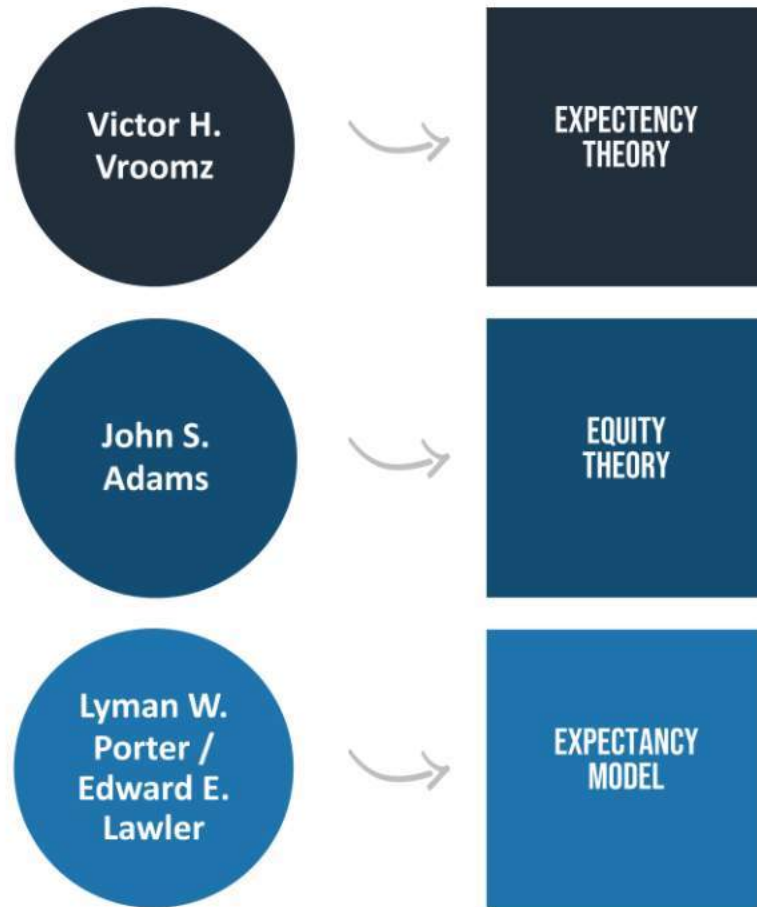 Victor H.
Vroomz
EXPECTENCY
THEORY
John S.
Adams
EQUITY
THEORY
Lyman W.
Porter /
Edward E.
Lawler
EXPECTANCY
MODEL